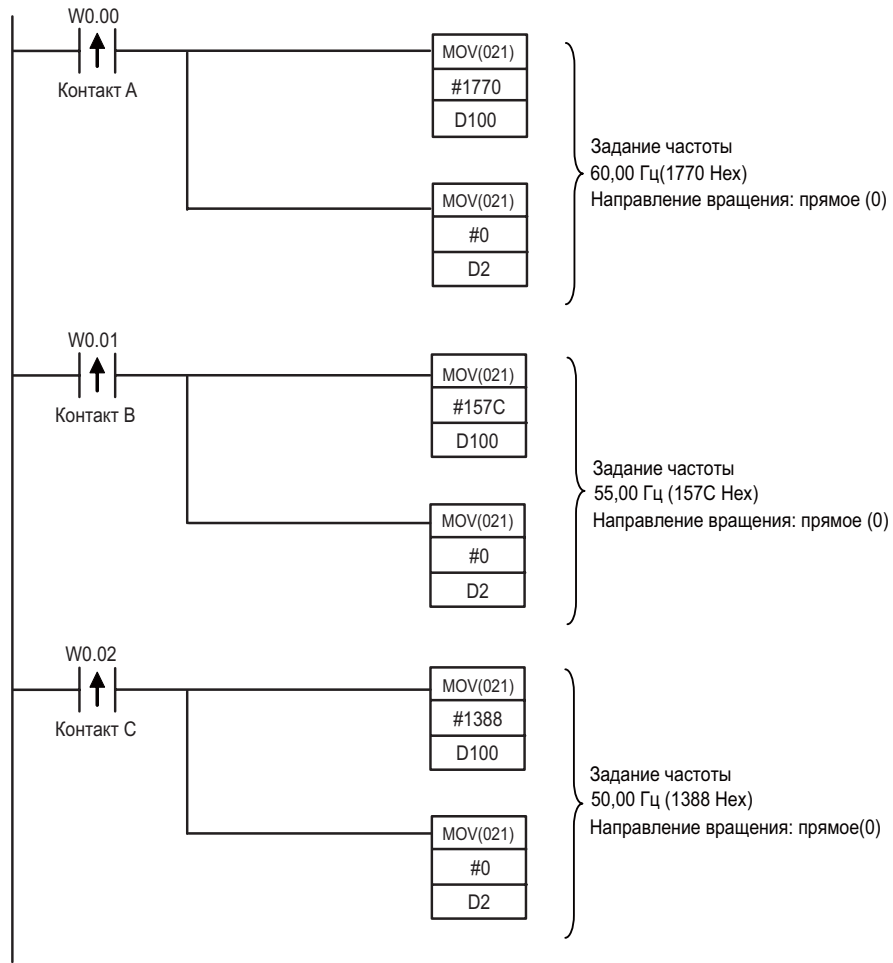 W0.00
Контакт A
MOV(021)
#1770
D100
MOV(021)
#0
D2
Задание частоты
60,00 Гц(1770 Hex)
Направление вращения: прямое (0)
W0.01
Контакт B
MOV(021)
#157C
D100
MOV(021)
#0
D2
Задание частоты
55,00 Гц (157C Hex)
Направление вращения: прямое (0)
W0.02
Контакт C
MOV(021)
#1388
D100
MOV(021)
#0
D2
Задание частоты
50,00 Гц (1388 Hex)
Направление вращения: прямое(0)